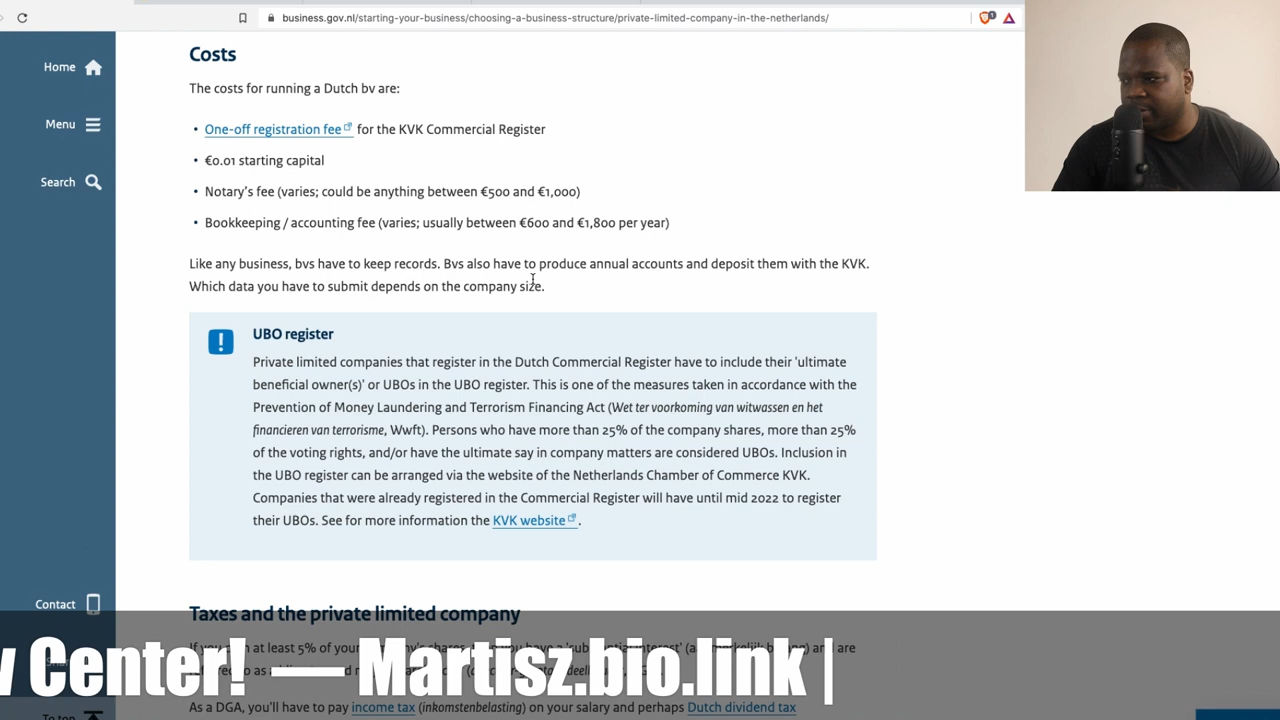 business.gov.nl/starting-your-business/choosing-a-business-structure/private-limited-company-in-the-netherlands/
1
Home
Menu
Search
Costs
The costs for running a Dutch bv are:
• One-off registration fee for the KVK Commercial Register
• €0.01 starting capital
• Notary's fee (varies; could be anything between €500 and €1,000)
• Bookkeeping / accounting fee (varies; usually between €600 and €1,800 per year)
Like any business, bvs have to keep records. Bvs also have to produce annual accounts and deposit them with the KVK.
Which data you have to submit depends on the company size.
UBO register
Private limited companies that register in the Dutch Commercial Register have to include their 'ultimate
beneficial owner(s)' or UBOs in the UBO register. This is one of the measures taken in accordance with the
Prevention of Money Laundering and Terrorism Financing Act (Wet ter voorkoming van witwassen en het
financieren van terrorisme, Wwft). Persons who have more than 25% of the company shares, more than 25%
of the voting rights, and/or have the ultimate say in company matters are considered UBOs. Inclusion in
the UBO register can be arranged via the website of the Netherlands Chamber of Commerce KVK.
Companies that were already registered in the Commercial Register will have until mid 2022 to register
their UBOs. See for more information the KVK website.
Contact
Taxes and the private limited company
If you
at least 5% of your
Center! — Martisz.bio.link |
To top
As a DGA, you'll have to pay income tax (inkomstenbelasting) on your salary and perhaps Dutch dividend tax